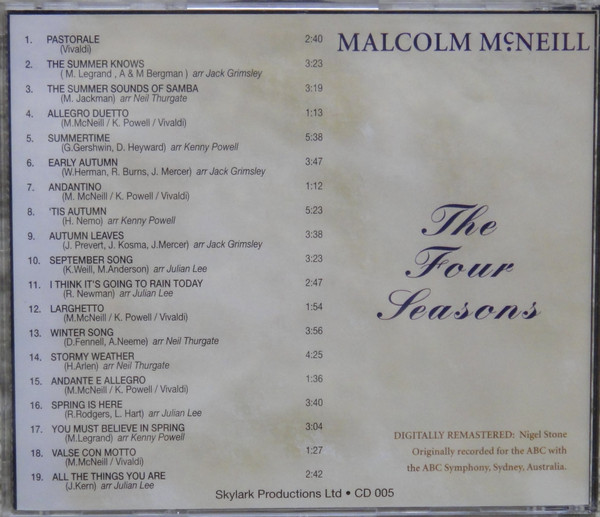 1. PASTORALE 2:40
(Vivaldi)
2. THE SUMMER KNOWS 3:23
( M. Legrand , A & M Bergman ) arr Jack Grimsley
3. THE SUMMER SOUNDS OF SAMBA 3:19
(M. Jackman) arr Neil Thurgate
4. ALLEGRO DUETTO 1:13
(M.McNeill / K. Powell / Vivaldi)
5. SUMMERTIME 5:38
(G.Gershwin, D. Heyward) arr Kenny Powell
6. EARLY AUTUMN 3:47
(W.Herman, R. Burns, J. Mercer) arr Jack Grimsley
7. ANDANTINO 1:12
(M. McNeill / K. Powell / Vivaldi)
8. 'TIS AUTUMN 5:23
(H. Nemo) arr Kenny Powell
9. AUTUMN LEAVES 3:38
(J. Prevert, J. Kosma, J.Mercer) arr Jack Grimsley
10. SEPTEMBER SONG 3:23
(K.Weill, M.Anderson) arr Julian Lee
11. I THINK IT'S GOING TO RAIN TODAY 2:47
(R. Newman) arr Julian Lee
12. LARGHETTO 1:54
(M.McNeill / K. Powell / Vivaldi)
13. WINTER SONG 3:56
(D.Fennell, A.Neeme) arr Neil Thurgate
14. STORMY WEATHER 4:25
(H.Arlen) arr Neil Thurgate
15. ANDANTE E ALLEGRO 1:36
(M.McNeill / K. Powell / Vivaldi)
16. SPRING IS HERE 3:40
(R.Rodgers, L. Hart) arr Julian Lee
17. YOU MUST BELIEVE IN SPRING 3:04
(M.Legrand) arr Kenny Powell
18. VALSE CON MOTTO 1:27
(M.McNeill / Vivaldi)
19. ALL THE THINGS YOU ARE 2:42
(J.Kern) arr Julian Lee
MALCOLM McNEILL
The
Four
Seasons
DIGITALLY REMASTERED: Nigel Stone
Originally recorded for the ABC with
the ABC Symphony, Sydney, Australia.
Skylark Productions Ltd • CD 005